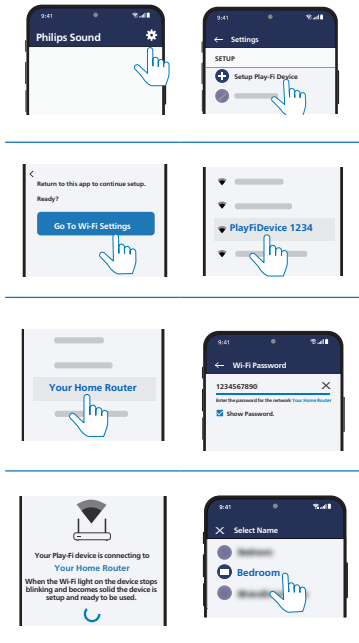 9:41
Philips Sound
9:41
← Settings
SETUP
Setup Play-Fi Device
Return to this app to continue setup.
Ready?
Go To Wi-Fi Settings
PlayFiDevice 1234
Your Home Router
9:41
← Wi-Fi Password
1234567890
Enter the password for the network Your Home Router
Show Password.
Your Play-Fi device is connecting to
Your Home Router
When the Wi-Fi light on the device stops
blinking and becomes solid the device is
setup and ready to be used.
9:41
Select Name
Bedroom